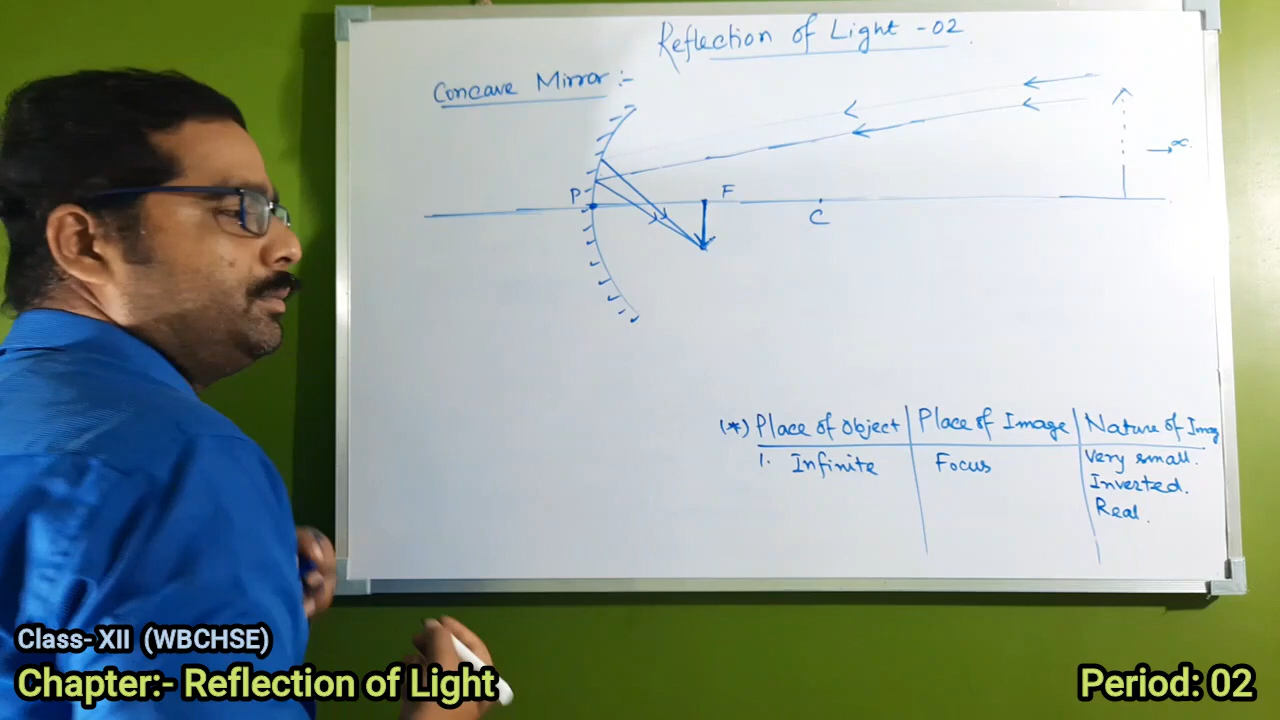 Reflection of Light -02
Concave Mirror :-
∞
P
F
C
(*) Place of Object | Place of Image | Nature of Imag
1. Infinite | Focus | Very small.
Inverted.
Real.
Class- XII (WBCHSE)
Chapter:- Reflection of Light
Period: 02